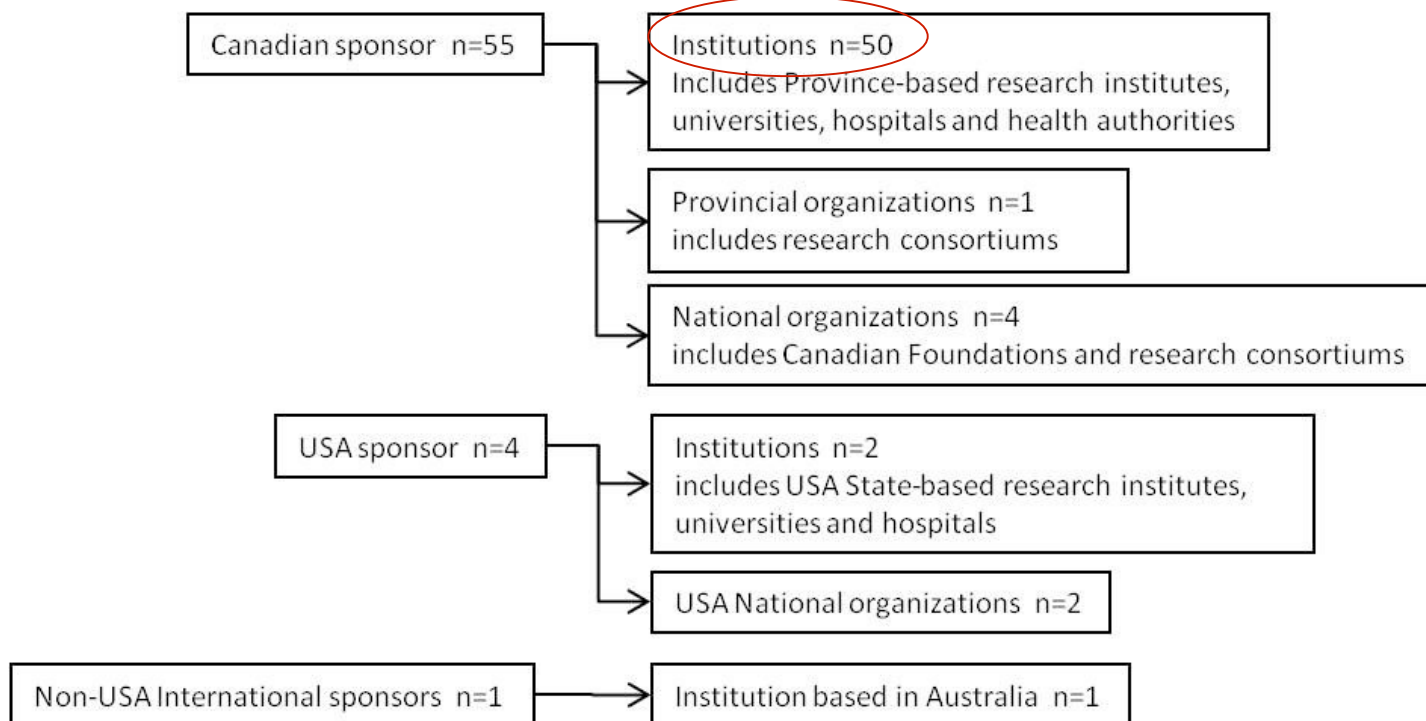 Canadian sponsor n=55
Institutions n=50
Includes Province-based research institutes,
universities, hospitals and health authorities
Provincial organizations n=1
includes research consortiums
National organizations n=4
includes Canadian Foundations and research consortiums
USA sponsor n=4
Institutions n=2
includes USA State-based research institutes,
universities and hospitals
USA National organizations n=2
Non-USA International sponsors n=1
Institution based in Australia n=1